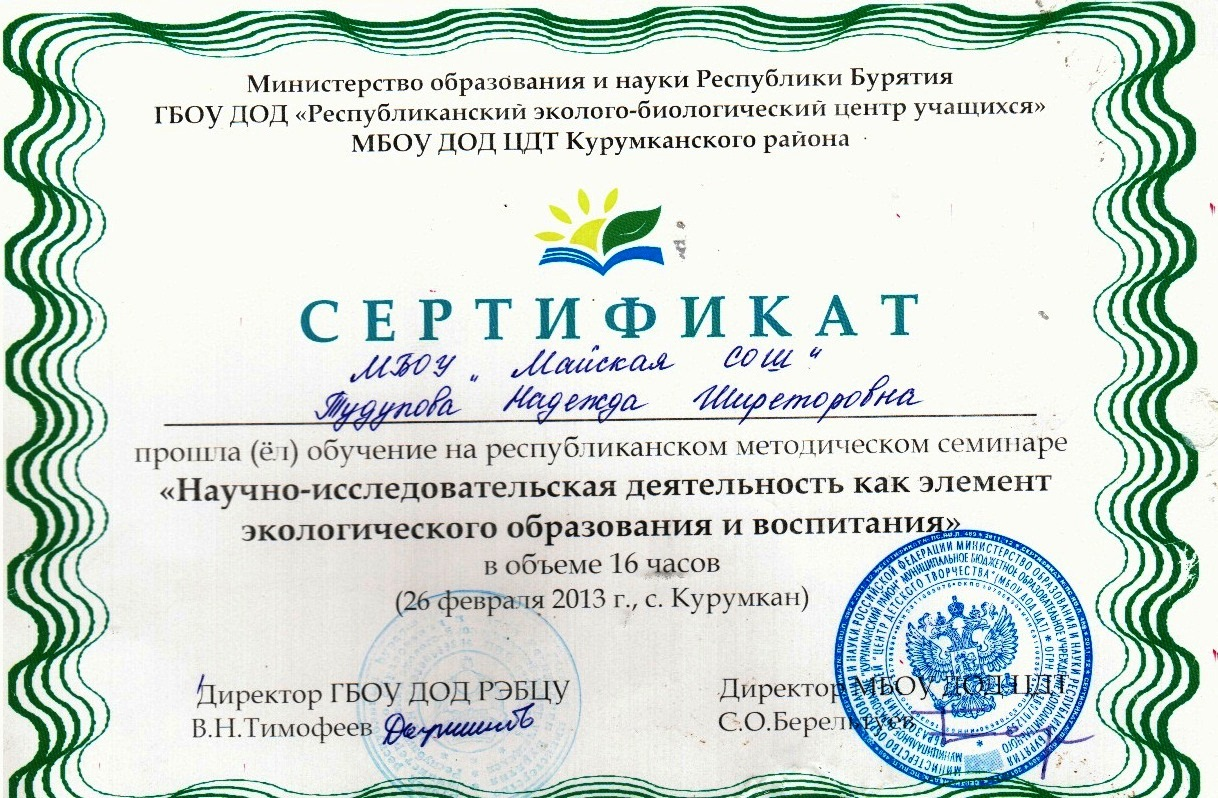 Министерство образования и науки Республики Бурятия
ГБОУ ДОД «Республиканский эколого-биологический центр учащихся»
МБОУ ДОД ЦДТ Курумканского района
СЕРТИФИКАТ
МБОУ „Майская СОШ"
Тудупова Надежда Ширеторовна
прошла (ёл) обучение на республиканском методическом семинаре
«Научно-исследовательская деятельность как элемент
экологического образования и воспитания»
в объеме 16 часов
(26 февраля 2013 г., с. Курумкан)
Директор ГБОУ ДОД РЭБЦУ
В.Н.Тимофеев
Директор МБОУ ДОД ЦДТ
С.О.Берельтуев